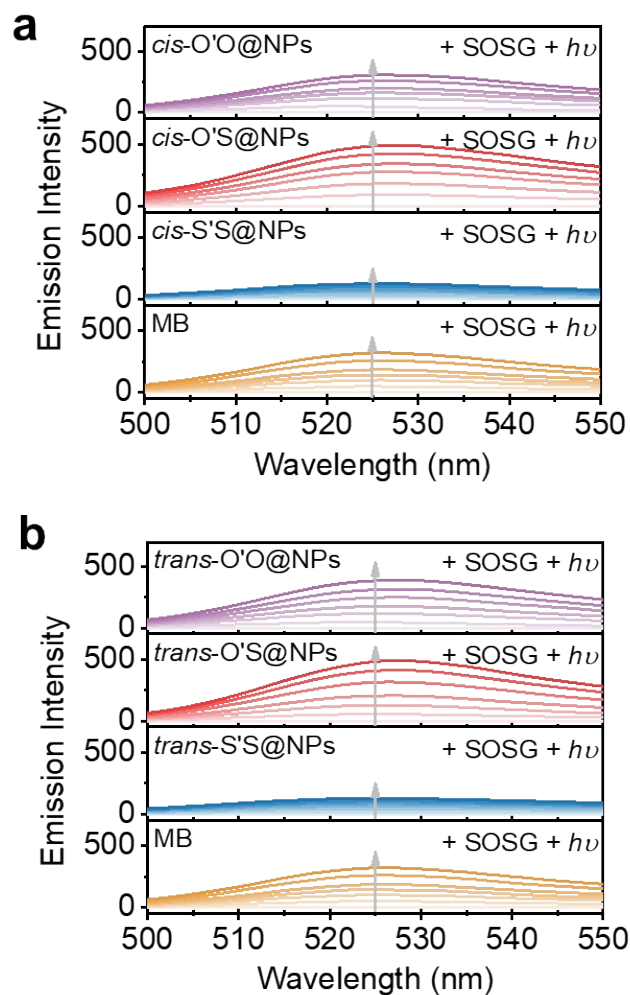 a
Emission Intensity
500
cis-O'O@NPs + SOSG + hυ
0
500
cis-O'S@NPs + SOSG + hυ
0
500
cis-S'S@NPs + SOSG + hυ
0
500
MB + SOSG + hυ
0
500 510 520 530 540 550
Wavelength (nm)
b
Emission Intensity
500
trans-O'O@NPs + SOSG + hυ
0
500
trans-O'S@NPs + SOSG + hυ
0
500
trans-S'S@NPs + SOSG + hυ
0
500
MB + SOSG + hυ
0
500 510 520 530 540 550
Wavelength (nm)